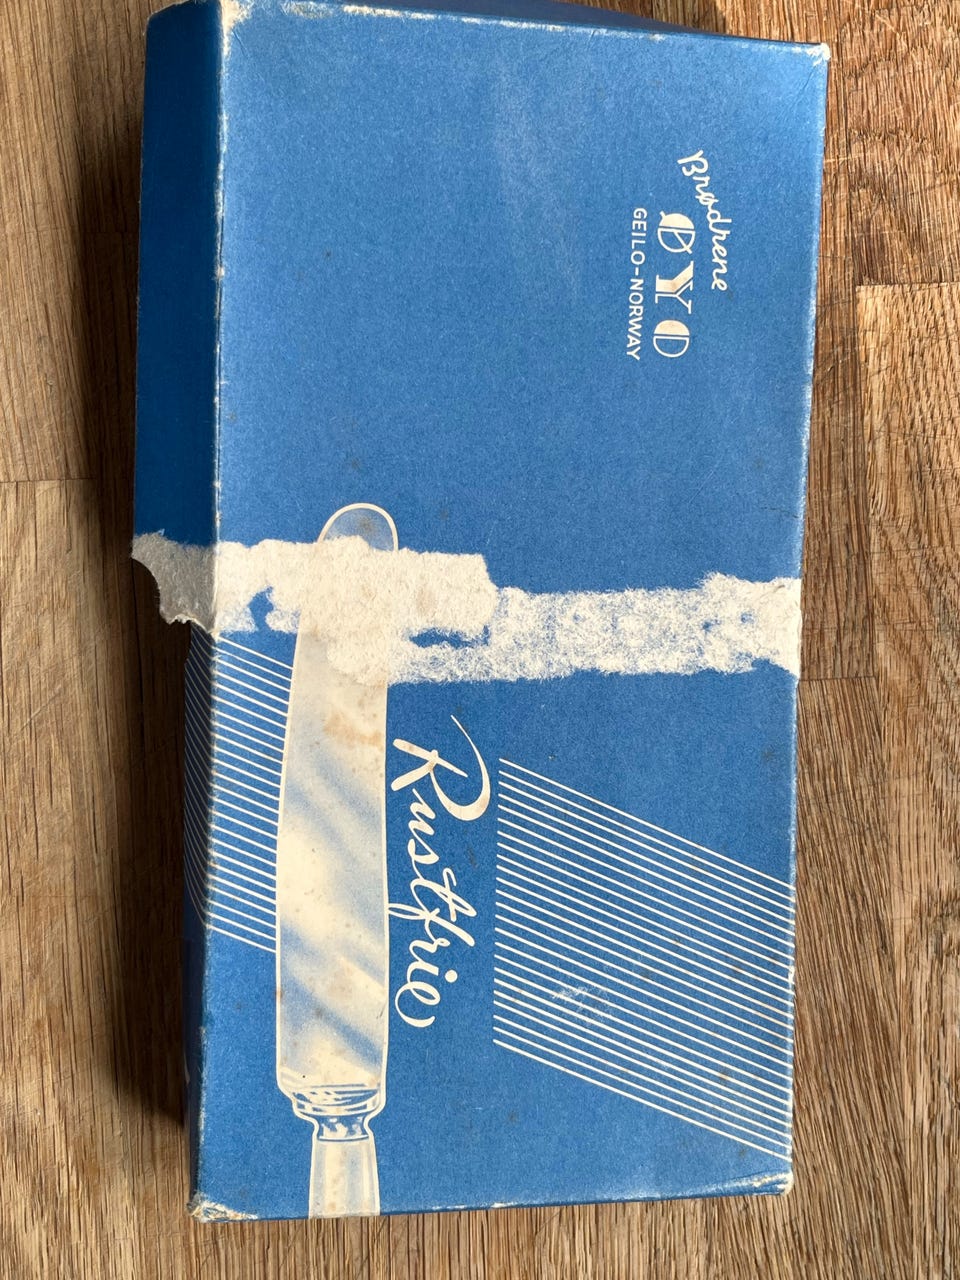 Brødrene
ØYO
GEILO-NORWAY
Rustfrie